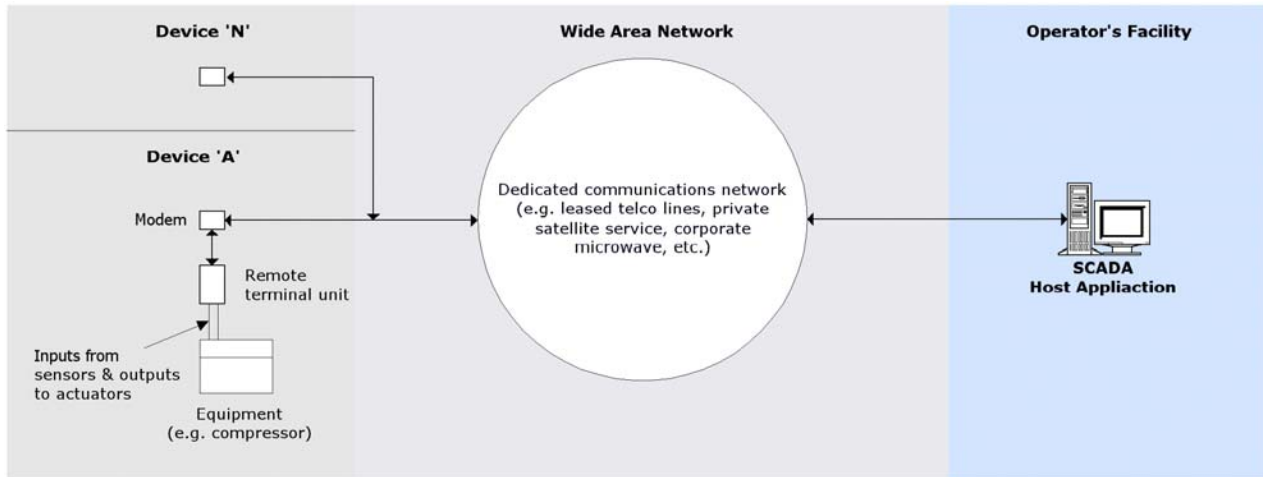 Device 'N'
Wide Area Network
Operator's Facility
Device 'A'
Modem
Remote
terminal unit
Inputs from
sensors & outputs
to actuators
Equipment
(e.g. compressor)
Dedicated communications network
(e.g. leased telco lines, private
satellite service, corporate
microwave, etc.)
SCADA
Host Appliaction